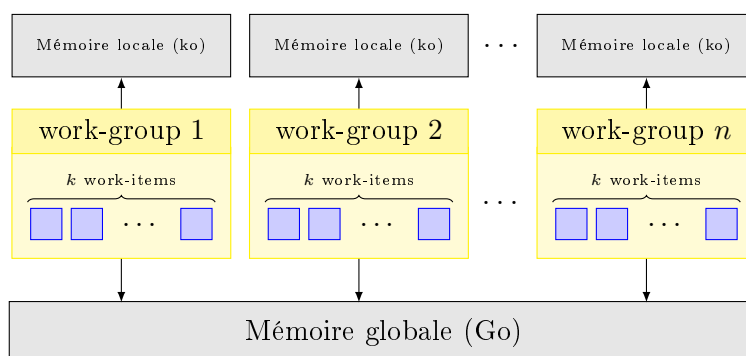 Mémoire locale (ko) Mémoire locale (ko) ... Mémoire locale (ko)
work-group 1 work-group 2 work-group n
k work-items k work-items k work-items
... ... ... ...
Mémoire globale (Go)